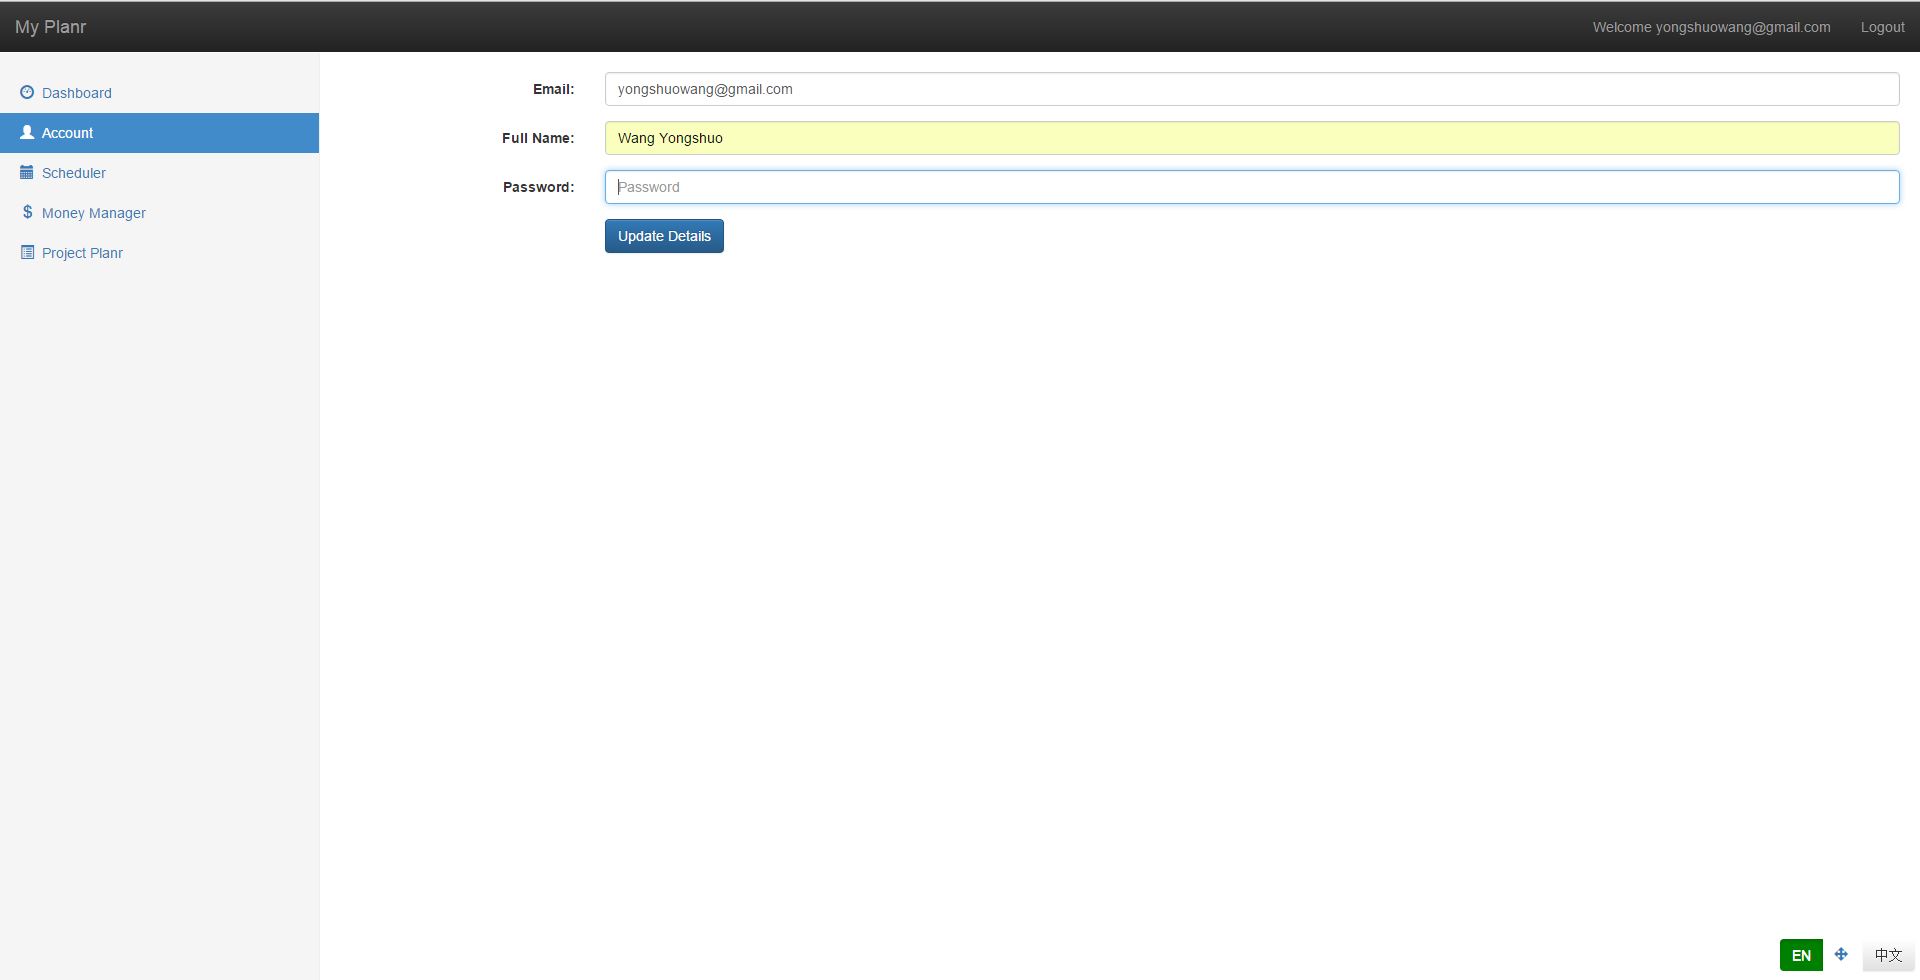 My Planr
Welcome yongshuowang@gmail.com Logout
Dashboard
Account
Scheduler
Money Manager
Project Planr
Email: yongshuowang@gmail.com
Full Name: Wang Yongshuo
Password: Password
Update Details
EN 中文